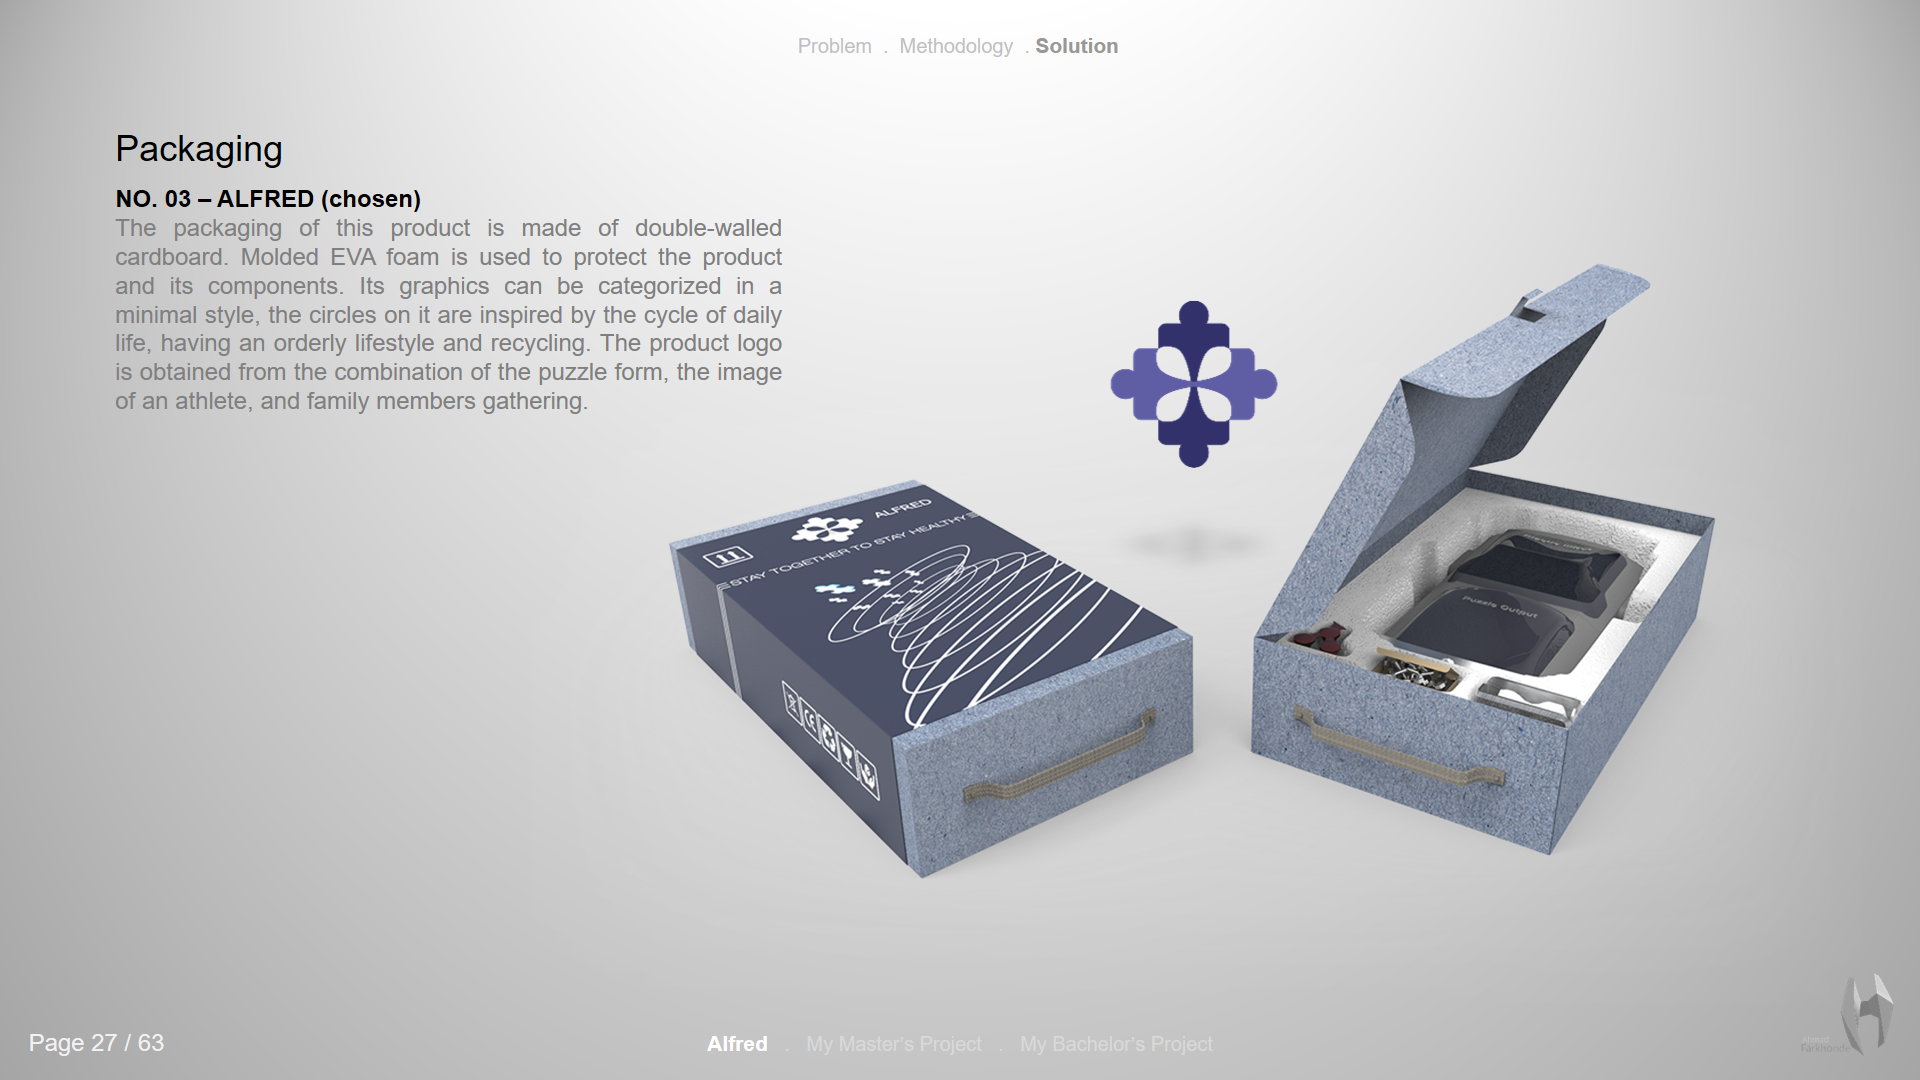 Problem . Methodology . Solution
Packaging
NO. 03 – ALFRED (chosen)
The packaging of this product is made of double-walled
cardboard. Molded EVA foam is used to protect the product
and its components. Its graphics can be categorized in a
minimal style, the circles on it are inspired by the cycle of daily
life, having an orderly lifestyle and recycling. The product logo
is obtained from the combination of the puzzle form, the image
of an athlete, and family members gathering.
ALFRED
STAY TOGETHER TO STAY HEALTHY
CE
Puzzle Output
Page 27 / 63
Alfred . My Master's Project . My Bachelor's Project